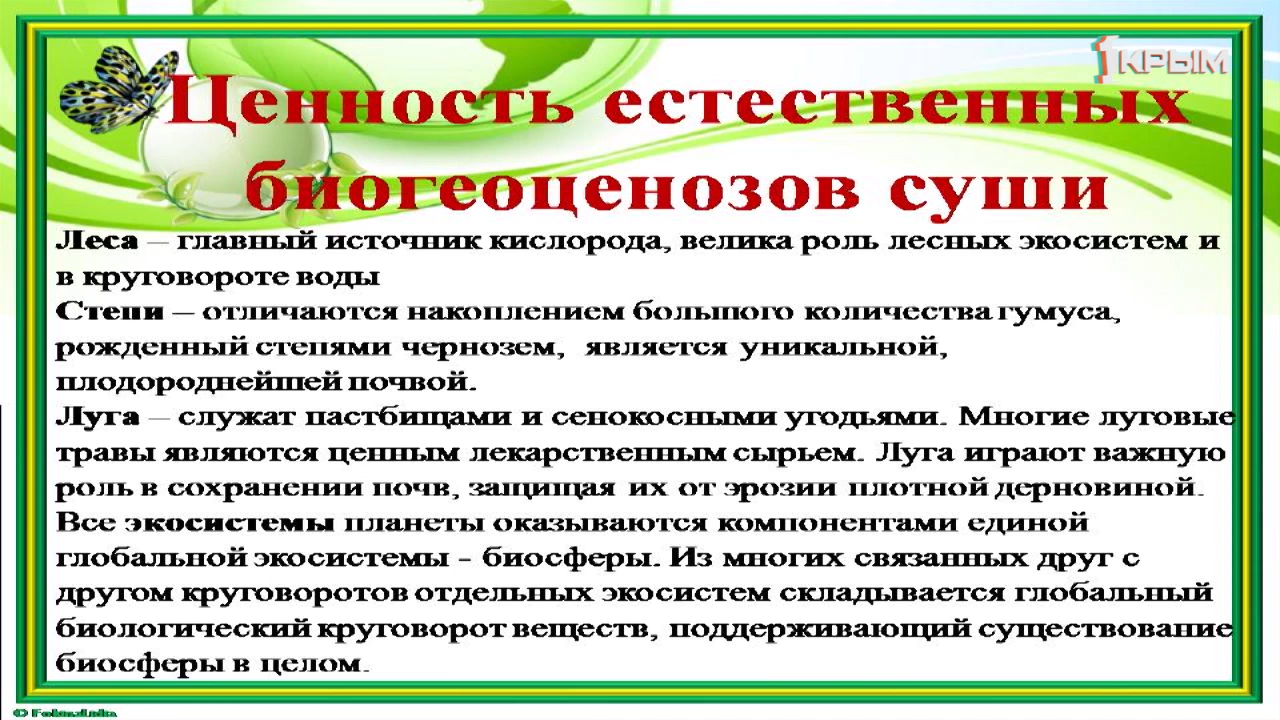 1КРЫМ
Ценность естественных
биогеоценозов суши
Леса – главный источник кислорода, велика роль лесных экосистем и
в круговороте воды
Степи – отличаются накоплением большого количества гумуса,
рожденный степями чернозем, является уникальной,
плодороднейшей почвой.
Луга – служат пастбищами и сенокосными угодьями. Многие луговые
травы являются ценным лекарственным сырьем. Луга играют важную
роль в сохранении почв, защищая их от эрозии плотной дерновиной.
Все экосистемы планеты оказываются компонентами единой
глобальной экосистемы - биосферы. Из многих связанных друг с
другом круговоротов отдельных экосистем складывается глобальный
биологический круговорот веществ, поддерживающий существование
биосферы в целом.
©